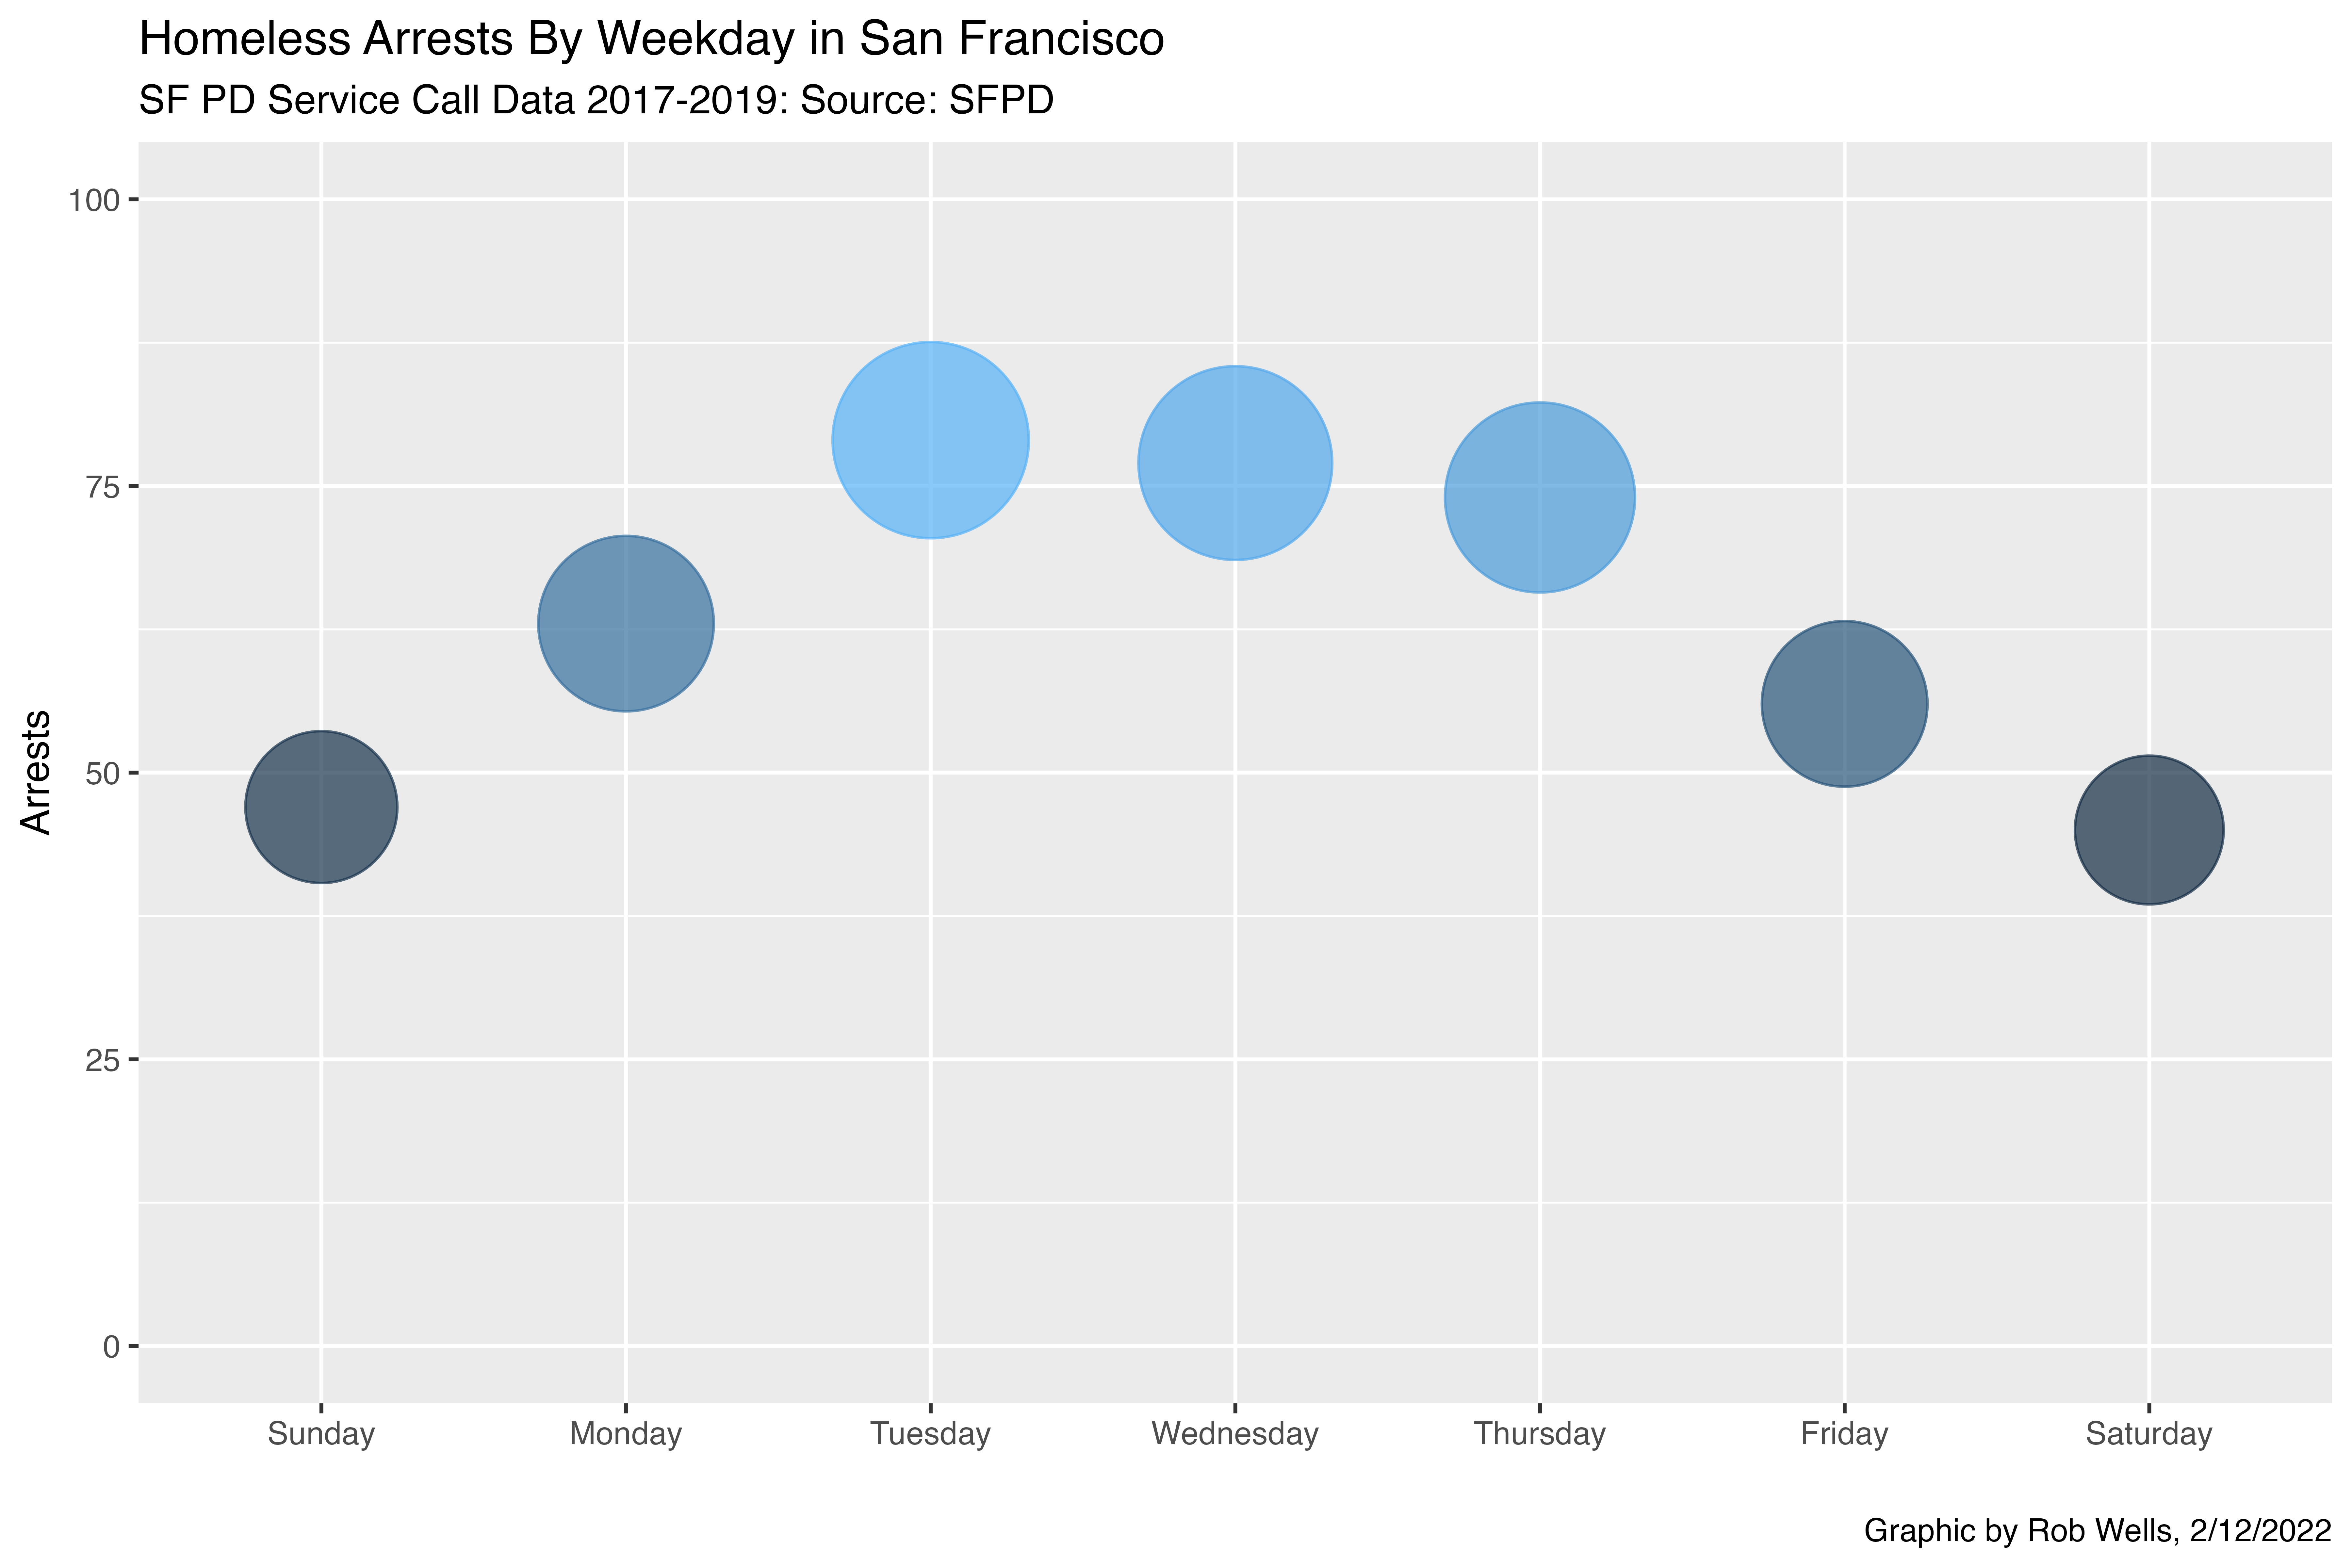 Homeless Arrests By Weekday in San Francisco
SF PD Service Call Data 2017-2019: Source: SFPD
Arrests
100
75
50
25
0
Sunday Monday Tuesday Wednesday Thursday Friday Saturday
Graphic by Rob Wells, 2/12/2022